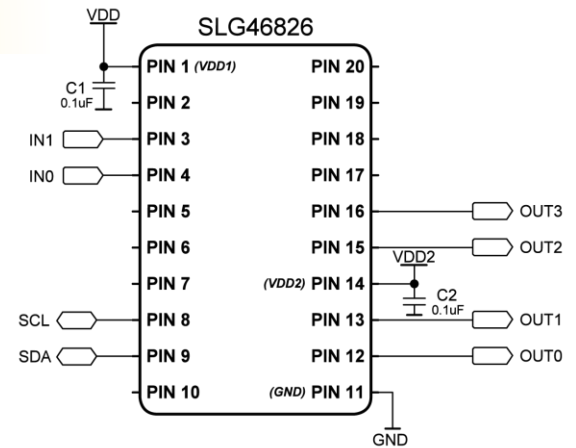 VDD
SLG46826
PIN 1 (VDD1)
PIN 20
C1
0.1uF
PIN 2
PIN 19
IN1
PIN 3
PIN 18
IN0
PIN 4
PIN 17
PIN 5
PIN 16
OUT3
PIN 6
PIN 15
OUT2
VDD2
PIN 7
(VDD2) PIN 14
C2
0.1uF
SCL
PIN 8
PIN 13
OUT1
SDA
PIN 9
PIN 12
OUT0
PIN 10
(GND) PIN 11
GND